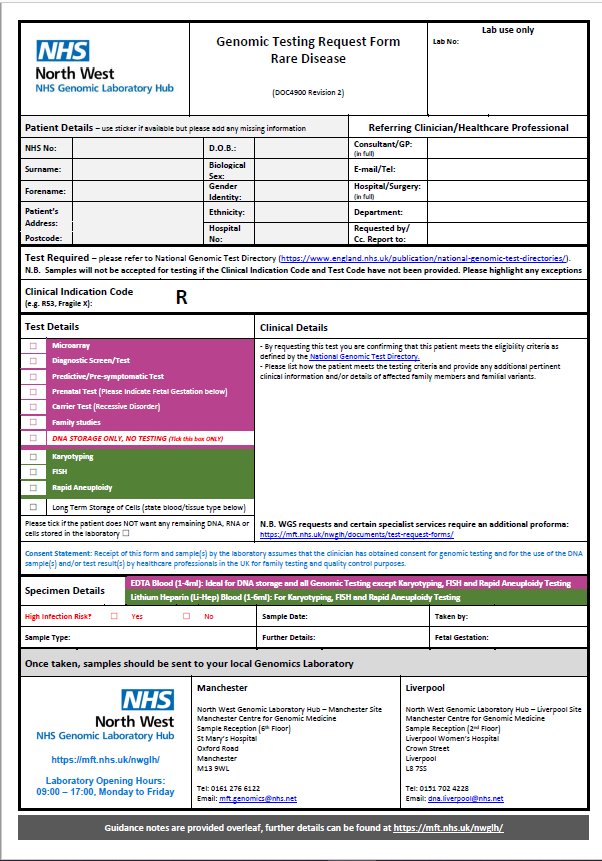 NHS
North West
NHS Genomic Laboratory Hub
Genomic Testing Request Form
Rare Disease
(DOC4900 Revision 2)
Lab use only
Lab No:
Patient Details – use sticker if available but please add any missing information
Referring Clinician/Healthcare Professional
NHS No:
D.O.B.:
Consultant/GP:
(in full)
Surname:
Biological
Sex:
E-mail/Tel:
Forename:
Gender
Identity:
Hospital/Surgery:
(in full)
Patient's
Address:
Ethnicity:
Department:
Postcode:
Hospital
No:
Requested by/
Cc. Report to:
Test Required – please refer to National Genomic Test Directory (https://www.england.nhs.uk/publication/national-genomic-test-directories/).
N.B. Samples will not be accepted for testing if the Clinical Indication Code and Test Code have not been provided. Please highlight any exceptions
Clinical Indication Code
(e.g. R53, Fragile X):
R
Test Details
Clinical Details
☐ Microarray
☐ Diagnostic Screen/Test
☐ Predictive/Pre-symptomatic Test
☐ Prenatal Test (Please Indicate Fetal Gestation below)
☐ Carrier Test (Recessive Disorder)
☐ Family studies
☐ DNA STORAGE ONLY, NO TESTING (Tick this box ONLY)
☐ Karyotyping
☐ FISH
☐ Rapid Aneuploidy
☐ Long Term Storage of Cells (state blood/tissue type below)
Please tick if the patient does NOT want any remaining DNA, RNA or
cells stored in the laboratory ☐
- By requesting this test you are confirming that this patient meets the eligibility criteria as
defined by the National Genomic Test Directory.
- Please list how the patient meets the testing criteria and provide any additional pertinent
clinical information and/or details of affected family members and familial variants.
N.B. WGS requests and certain specialist services require an additional proforma:
https://mft.nhs.uk/nwglh/documents/test-request-forms/
Consent Statement: Receipt of this form and sample(s) by the laboratory assumes that the clinician has obtained consent for genomic testing and for the use of the DNA
sample(s) and/or test result(s) by healthcare professionals in the UK for family testing and quality control purposes.
Specimen Details
EDTA Blood (1-4ml): Ideal for DNA storage and all Genomic Testing except Karyotyping, FISH and Rapid Aneuploidy Testing
Lithium Heparin (Li-Hep) Blood (1-6ml): For Karyotyping, FISH and Rapid Aneuploidy Testing
High Infection Risk? ☐ Yes ☐ No
Sample Date:
Taken by:
Sample Type:
Further Details:
Fetal Gestation:
Once taken, samples should be sent to your local Genomics Laboratory
NHS
North West
NHS Genomic Laboratory Hub
https://mft.nhs.uk/nwglh/
Laboratory Opening Hours:
09:00 – 17:00, Monday to Friday
Manchester
North West Genomic Laboratory Hub – Manchester Site
Manchester Centre for Genomic Medicine
Sample Reception (6th Floor)
St Mary's Hospital
Oxford Road
Manchester
M13 9WL
Tel: 0161 276 6122
Email: mft.genomics@nhs.net
Liverpool
North West Genomic Laboratory Hub – Liverpool Site
Manchester Centre for Genomic Medicine
Sample Reception (2nd Floor)
Liverpool Women's Hospital
Crown Street
Liverpool
L8 7SS
Tel: 0151 702 4228
Email: dna.liverpool@nhs.net
Guidance notes are provided overleaf, further details can be found at https://mft.nhs.uk/nwglh/